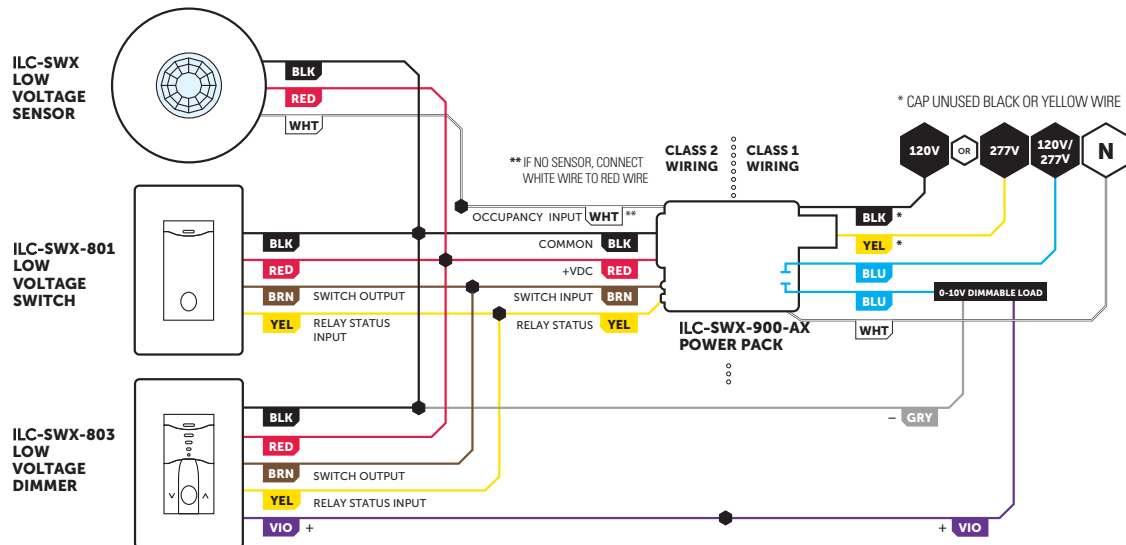 ILC-SWX
LOW
VOLTAGE
SENSOR
BLK
RED
WHT
** IF NO SENSOR, CONNECT
WHITE WIRE TO RED WIRE
CLASS 2
WIRING
CLASS 1
WIRING
* CAP UNUSED BLACK OR YELLOW WIRE
120V
OR
277V
120V/
277V
N
ILC-SWX-801
LOW
VOLTAGE
SWITCH
BLK
RED
BRN SWITCH OUTPUT
YEL RELAY STATUS
INPUT
OCCUPANCY INPUT WHT **
COMMON BLK
+VDC RED
SWITCH INPUT BRN
RELAY STATUS YEL
ILC-SWX-900-AX
POWER PACK
BLK *
YEL *
BLU
BLU
0-10V DIMMABLE LOAD
WHT
– GRY
+ VIO
ILC-SWX-803
LOW
VOLTAGE
DIMMER
BLK
RED
BRN SWITCH OUTPUT
YEL RELAY STATUS INPUT
VIO +